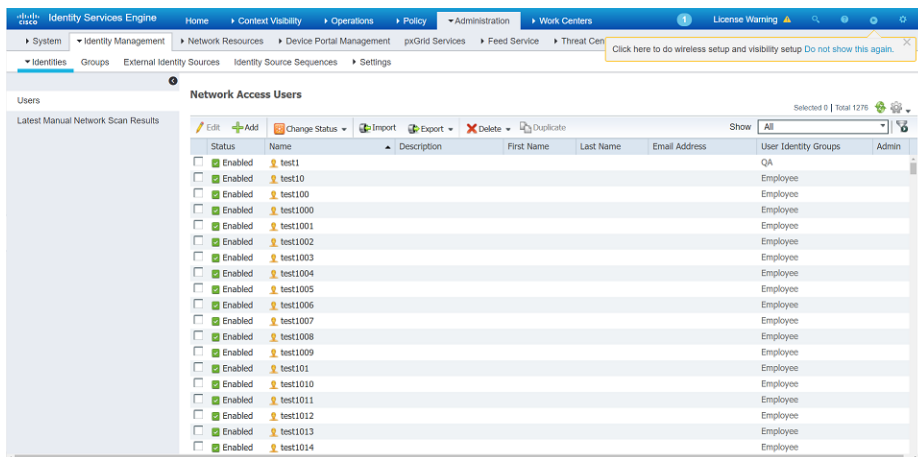 CISCO Identity Services Engine Home Context Visibility Operations Policy Administration Work Centers 1 License Warning
System Identity Management Network Resources Device Portal Management pxGrid Services Feed Service Threat Cen
Click here to do wireless setup and visibility setup Do not show this again.
Identities Groups External Identity Sources Identity Source Sequences Settings
Users
Latest Manual Network Scan Results
Network Access Users
Selected 0 | Total 1276
Edit Add Change Status Import Export Delete Duplicate Show All
Status Name Description First Name Last Name Email Address User Identity Groups Admin
Enabled test1 QA
Enabled test10 Employee
Enabled test100 Employee
Enabled test1000 Employee
Enabled test1001 Employee
Enabled test1002 Employee
Enabled test1003 Employee
Enabled test1004 Employee
Enabled test1005 Employee
Enabled test1006 Employee
Enabled test1007 Employee
Enabled test1008 Employee
Enabled test1009 Employee
Enabled test101 Employee
Enabled test1010 Employee
Enabled test1011 Employee
Enabled test1012 Employee
Enabled test1013 Employee
Enabled test1014 Employee